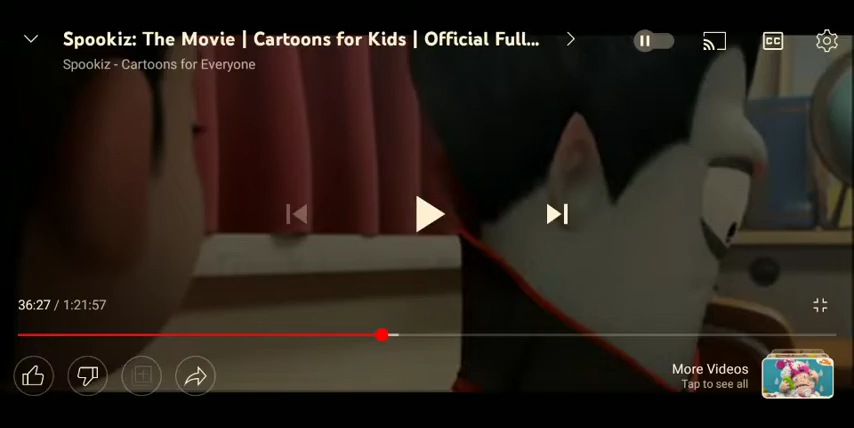 Spookiz: The Movie | Cartoons for Kids | Official Full...
Spookiz - Cartoons for Everyone
CC
36:27 / 1:21:57
More Videos
Tap to see all